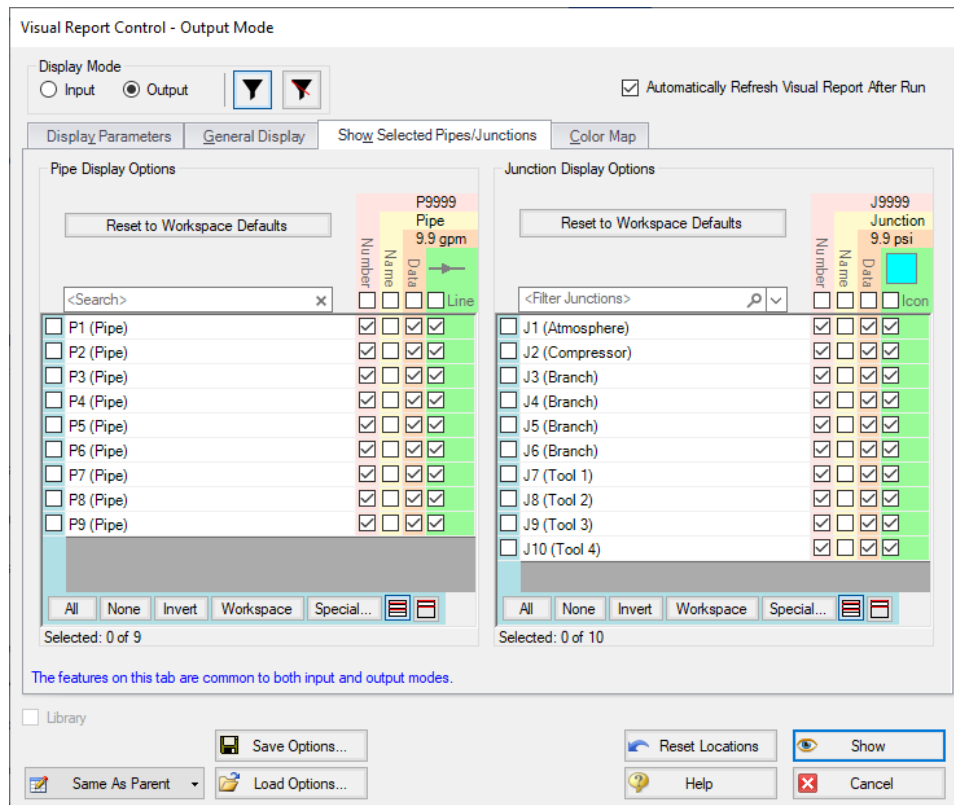 Visual Report Control - Output Mode
Display Mode
Input Output
Automatically Refresh Visual Report After Run
Display Parameters General Display Show Selected Pipes/Junctions Color Map
Pipe Display Options
Reset to Workspace Defaults
P9999
Pipe
9.9 gpm
Number
Name
Data
Line
<Search>
P1 (Pipe)
P2 (Pipe)
P3 (Pipe)
P4 (Pipe)
P5 (Pipe)
P6 (Pipe)
P7 (Pipe)
P8 (Pipe)
P9 (Pipe)
All None Invert Workspace Special...
Selected: 0 of 9
Junction Display Options
Reset to Workspace Defaults
J9999
Junction
9.9 psi
Number
Name
Data
Icon
<Filter Junctions>
J1 (Atmosphere)
J2 (Compressor)
J3 (Branch)
J4 (Branch)
J5 (Branch)
J6 (Branch)
J7 (Tool 1)
J8 (Tool 2)
J9 (Tool 3)
J10 (Tool 4)
All None Invert Workspace Special...
Selected: 0 of 10
The features on this tab are common to both input and output modes.
Library
Save Options... Reset Locations Show
Same As Parent Load Options... Help Cancel